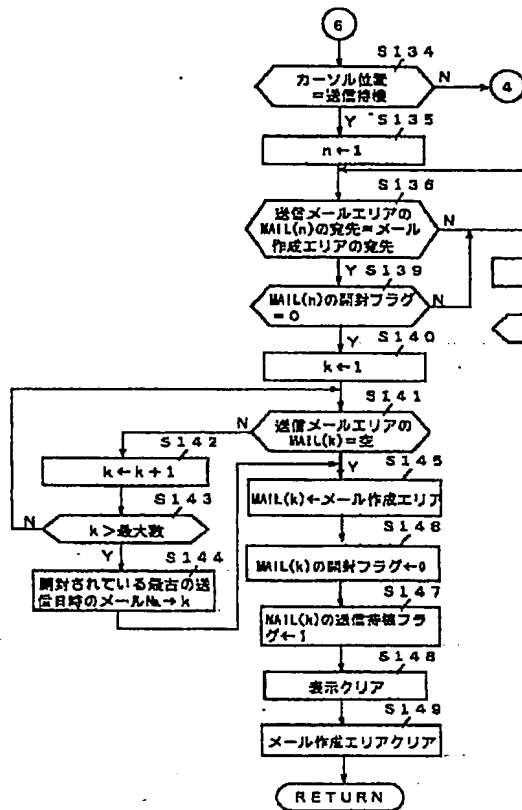 6
S134
カーソル位置
=送信待機
N
4
Y
S135
n←1
S136
送信メールエリアの
MAIL(n)の宛先=メール
作成エリアの宛先
N
Y
S139
MAIL(n)の開封フラグ
=0
N
Y
S140
k←1
S141
送信メールエリアの
MAIL(k)=空
N
Y
S142
k←k+1
S143
k>最大数
N
Y
S144
開封されている最古の送
信日時のメール№→k
S145
MAIL(k)←メール作成エリア
S146
MAIL(k)の開封フラグ←0
S147
MAIL(k)の送信待機フラ
グ←1
S148
表示クリア
S149
メール作成エリアクリア
RETURN